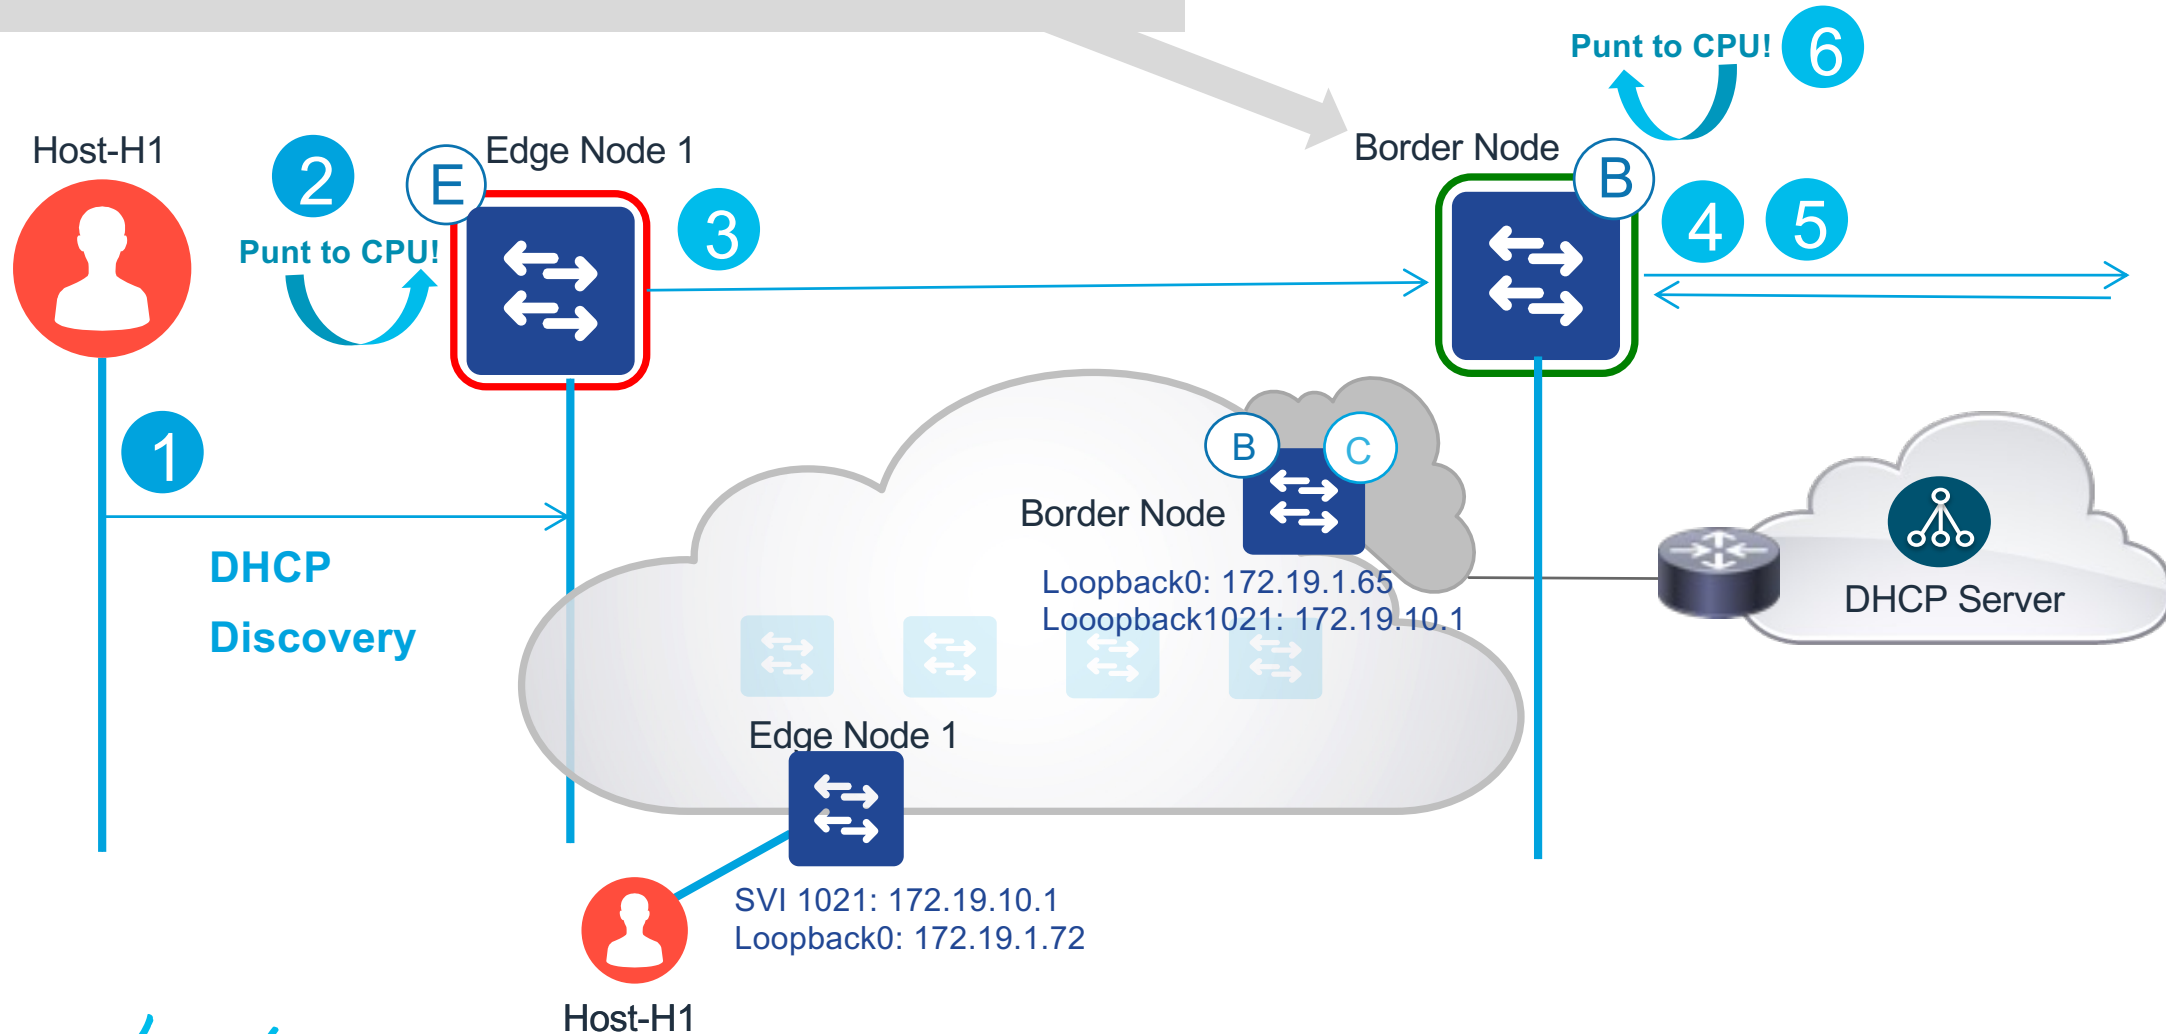 Punt to CPU!
6
Host-H1
2
E
Edge Node 1
Border Node
B
3
4
5
Punt to CPU!
1
B
C
Border Node
DHCP
Discovery
Loopback0: 172.19.1.65
Looopback1021: 172.19.10.1
DHCP Server
Edge Node 1
SVI 1021: 172.19.10.1
Loopback0: 172.19.1.72
Host-H1